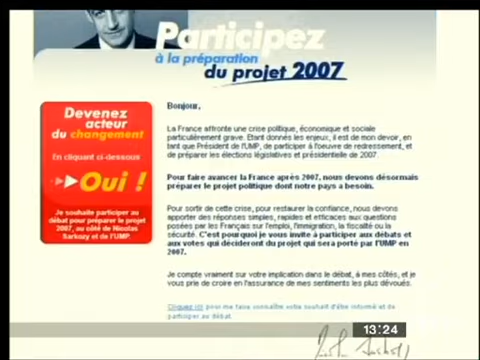 Participez
à la préparation
du projet 2007
Devenez
acteur
du changement
En cliquant ci-dessous
Oui !
Je souhaite participer au
débat pour préparer le projet
2007, au côté de Nicolas
Sarkozy et de l'UMP.
Bonjour,
La France affronte une crise politique, économique et sociale
particulièrement grave. Etant donnés les enjeux, il est de mon devoir, en
tant que Président de l'UMP, de participer à l'oeuvre de redressement, et
de préparer les élections législatives et présidentielle de 2007.
Pour faire avancer la France après 2007, nous devons désormais
préparer le projet politique dont notre pays a besoin.
Pour sortir de cette crise, pour restaurer la confiance, nous devons
apporter des réponses simples, rapides et efficaces aux questions
posées par les Français sur l'emploi, l'immigration, la fiscalité ou la
sécurité. C'est pourquoi je vous invite à participer aux débats et
aux votes qui décideront du projet qui sera porté par l'UMP en
2007.
Je compte vraiment sur votre implication dans le débat, à mes côtés, et je
vous prie de croire en l'assurance de mes sentiments les plus dévoués.
Cliquez ici pour me faire connaître votre souhait d'être informé et de
participer au débat.
13:24